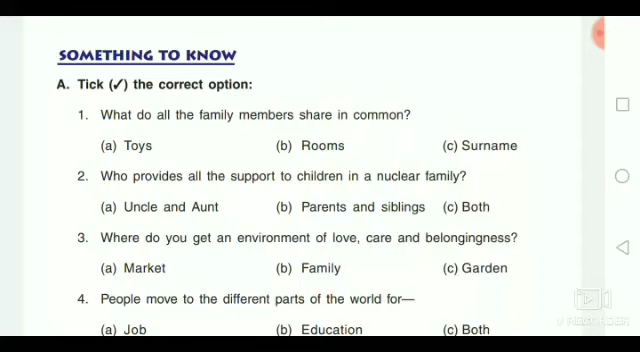 SOMETHING TO KNOW
A. Tick (✓) the correct option:
1. What do all the family members share in common?
(a) Toys (b) Rooms (c) Surname
2. Who provides all the support to children in a nuclear family?
(a) Uncle and Aunt (b) Parents and siblings (c) Both
3. Where do you get an environment of love, care and belongingness?
(a) Market (b) Family (c) Garden
4. People move to the different parts of the world for—
(a) Job (b) Education (c) Both